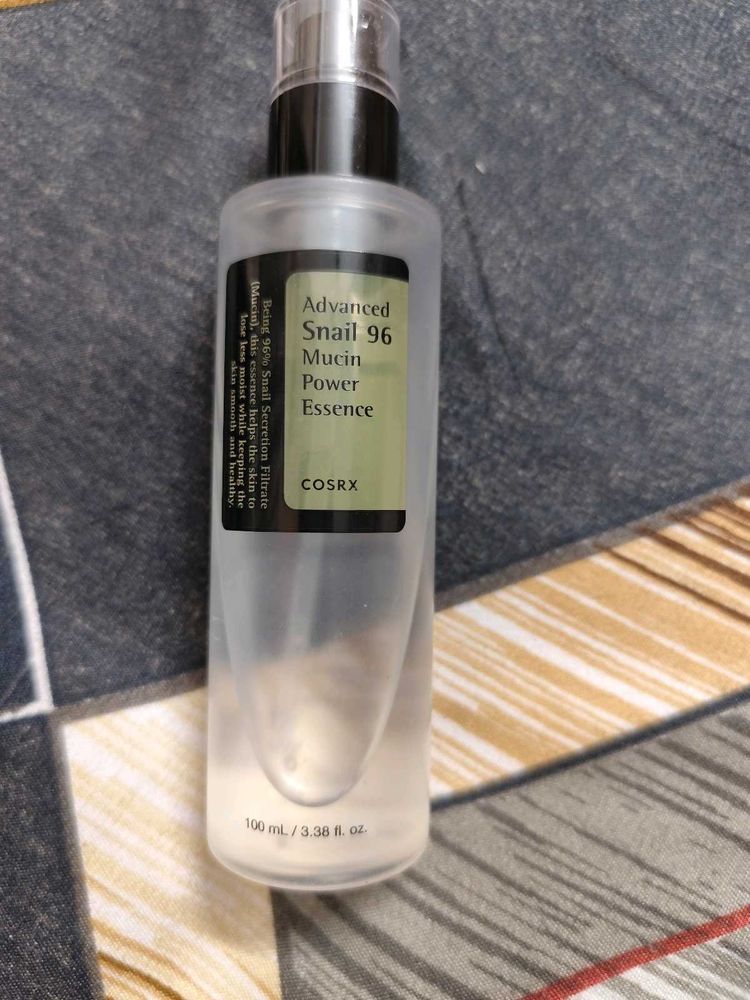 Advanced
Snail 96
Mucin
Power
Essence
COSRX
Being 96% Snail Secretion Filtrate
(Mucin), this essence helps the skin to
lose less moist while keeping the
skin smooth and healthy.
100 mL / 3.38 fl. oz.